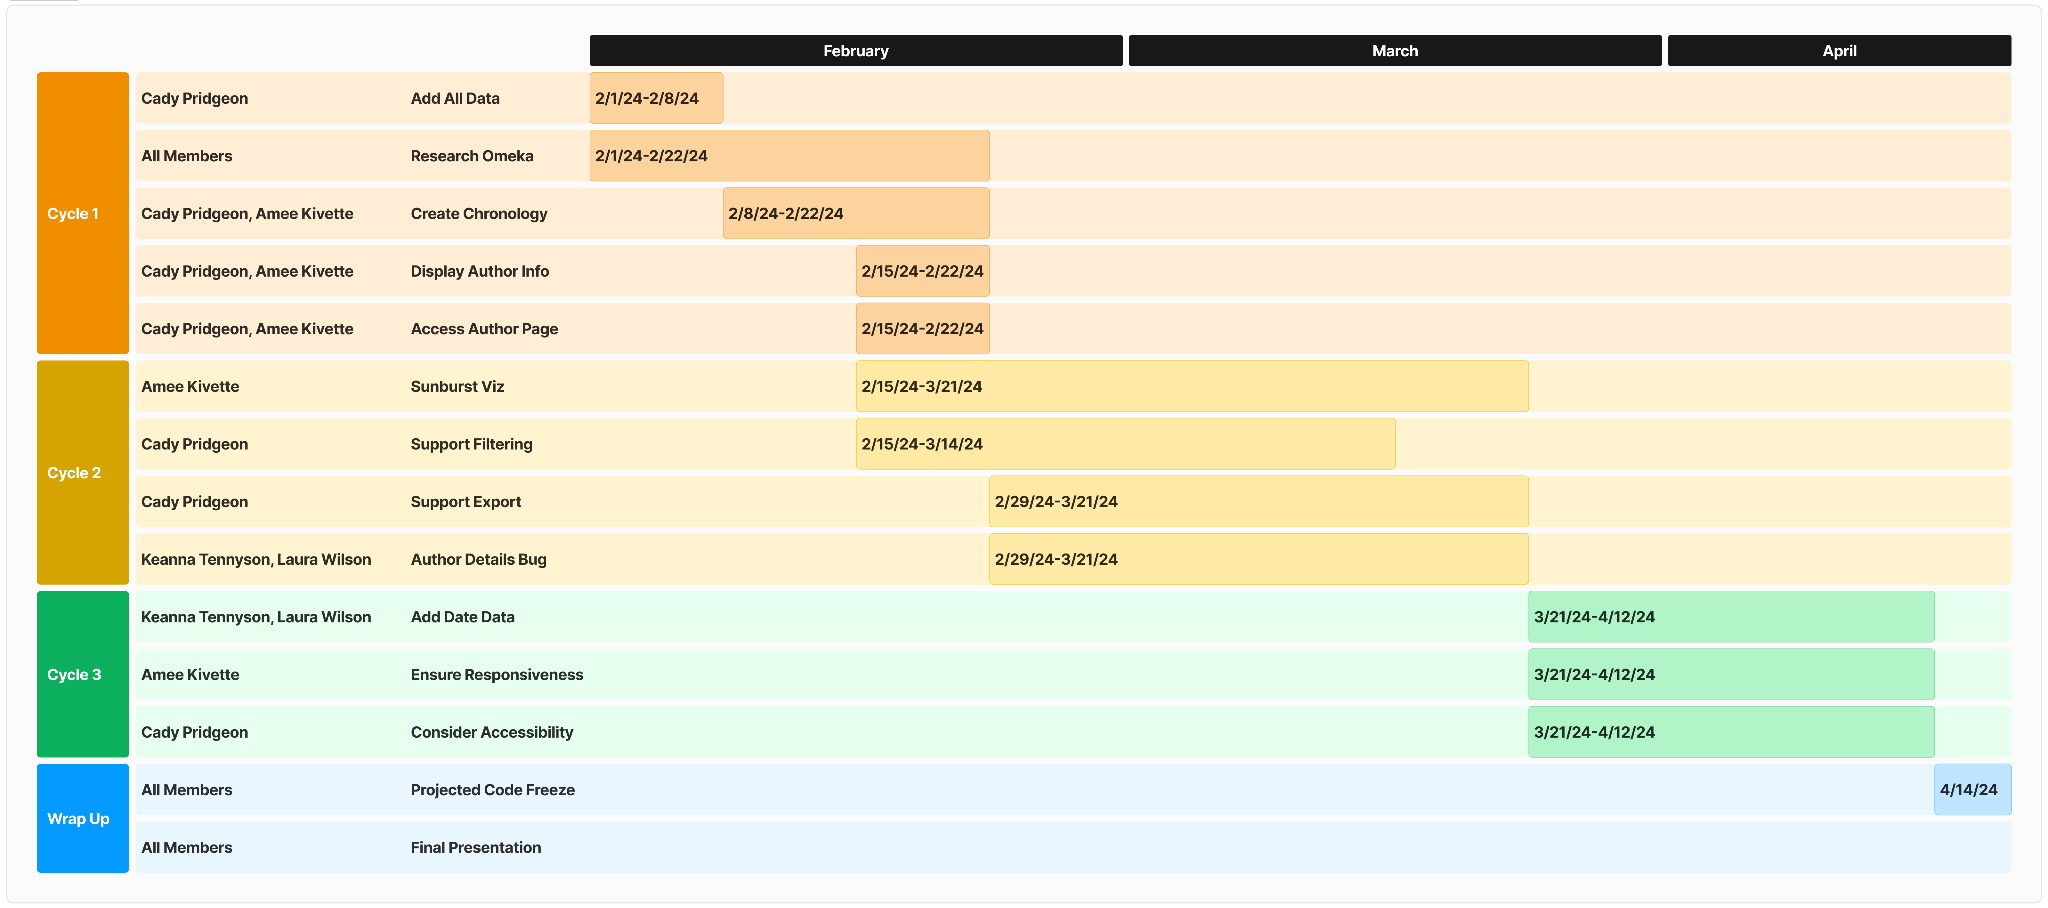 February March April
Cycle 1
Cady Pridgeon Add All Data 2/1/24-2/8/24
All Members Research Omeka 2/1/24-2/22/24
Cady Pridgeon, Amee Kivette Create Chronology 2/8/24-2/22/24
Cady Pridgeon, Amee Kivette Display Author Info 2/15/24-2/22/24
Cady Pridgeon, Amee Kivette Access Author Page 2/15/24-2/22/24
Cycle 2
Amee Kivette Sunburst Viz 2/15/24-3/21/24
Cady Pridgeon Support Filtering 2/15/24-3/14/24
Cady Pridgeon Support Export 2/29/24-3/21/24
Keanna Tennyson, Laura Wilson Author Details Bug 2/29/24-3/21/24
Cycle 3
Keanna Tennyson, Laura Wilson Add Date Data 3/21/24-4/12/24
Amee Kivette Ensure Responsiveness 3/21/24-4/12/24
Cady Pridgeon Consider Accessibility 3/21/24-4/12/24
Wrap Up
All Members Projected Code Freeze 4/14/24
All Members Final Presentation